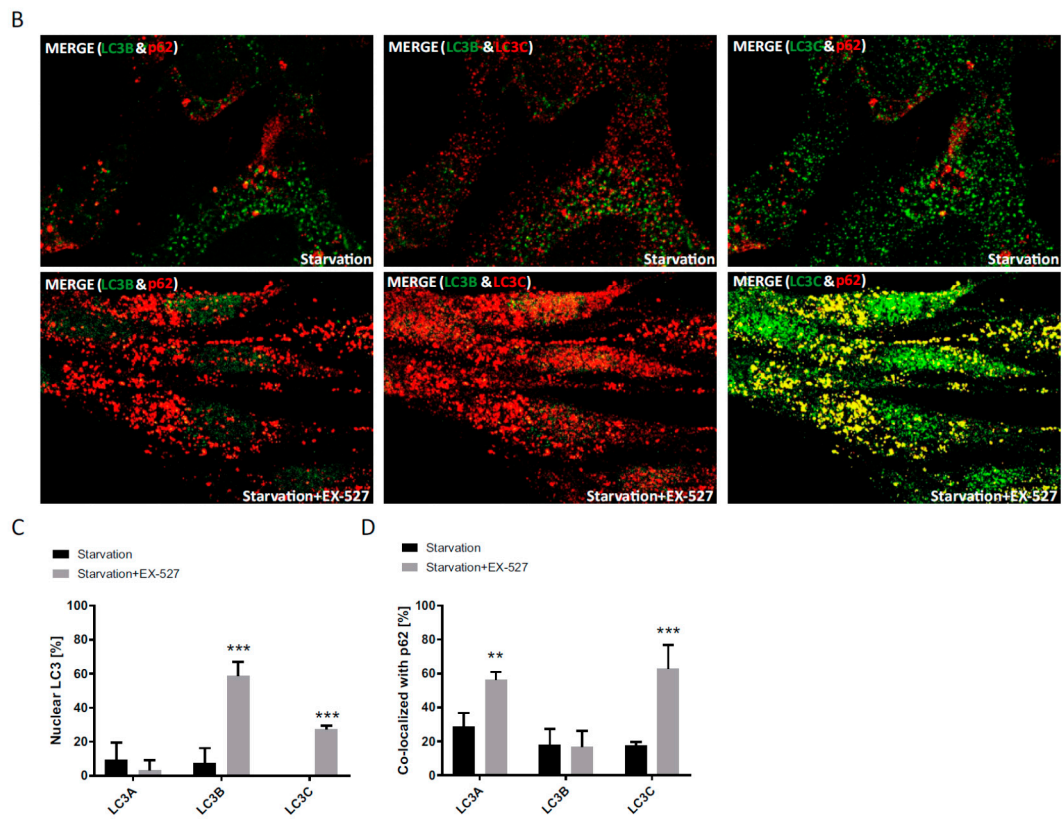 B
MERGE (LC3B & p62)
MERGE (LC3B & LC3C)
MERGE (LC3C & p62)
Starvation
Starvation
Starvation
MERGE (LC3B & p62)
MERGE (LC3B & LC3C)
MERGE (LC3C & p62)
Starvation+EX-527
Starvation+EX-527
Starvation+EX-527
C
Starvation
Starvation+EX-527
Nuclear LC3 [%]
100
80
60
40
20
0
***
***
LC3A
LC3B
LC3C
D
Starvation
Starvation+EX-527
Co-localized with p62 [%]
100
80
60
40
20
0
**
***
LC3A
LC3B
LC3C